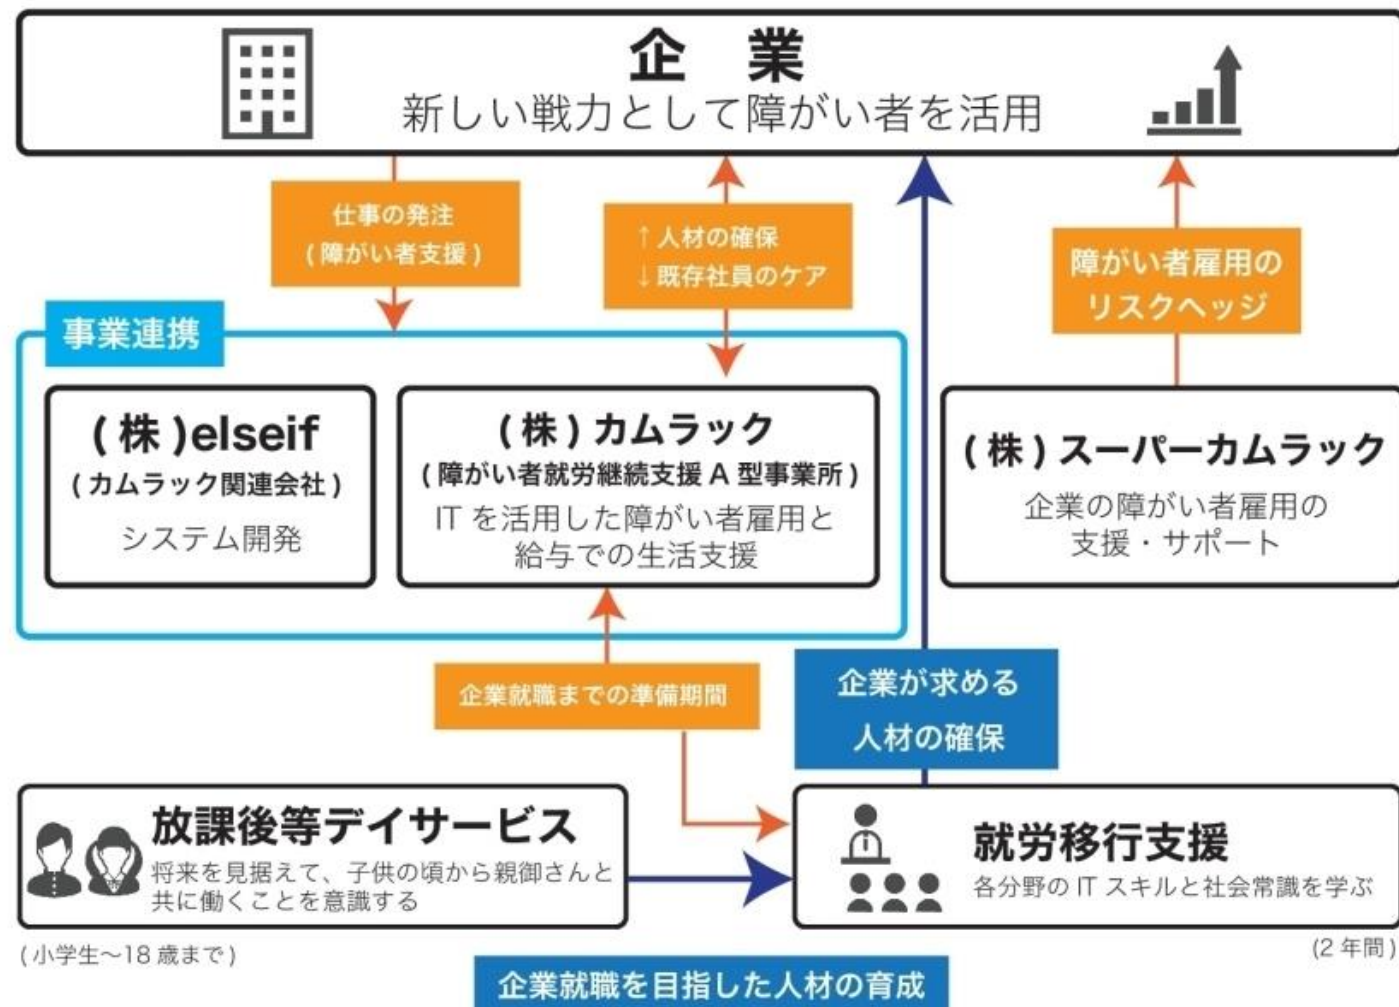 企 業
新しい戦力として障がい者を活用
仕事の発注
(障がい者支援)
↑人材の確保
↓既存社員のケア
障がい者雇用の
リスクヘッジ
事業連携
(株)elseif
(カムラック関連会社)
システム開発
(株)カムラック
(障がい者就労継続支援 A 型事業所)
IT を活用した障がい者雇用と
給与での生活支援
(株)スーパーカムラック
企業の障がい者雇用の
支援・サポート
企業就職までの準備期間
企業が求める
人材の確保
放課後等デイサービス
将来を見据えて、子供の頃から親御さんと
共に働くことを意識する
(小学生〜18 歳まで)
就労移行支援
各分野の IT スキルと社会常識を学ぶ
(2 年間)
企業就職を目指した人材の育成